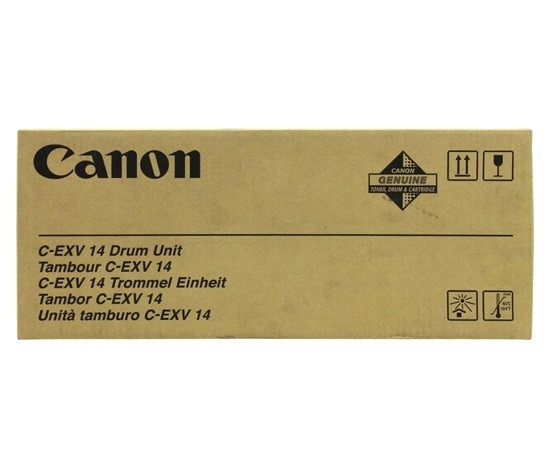 Canon
CANON
GENUINE
TONER, DRUM & CARTRIDGE
C-EXV 14 Drum Unit
Tambour C-EXV 14
C-EXV 14 Trommel Einheit
Tambor C-EXV 14
Unità tamburo C-EXV 14